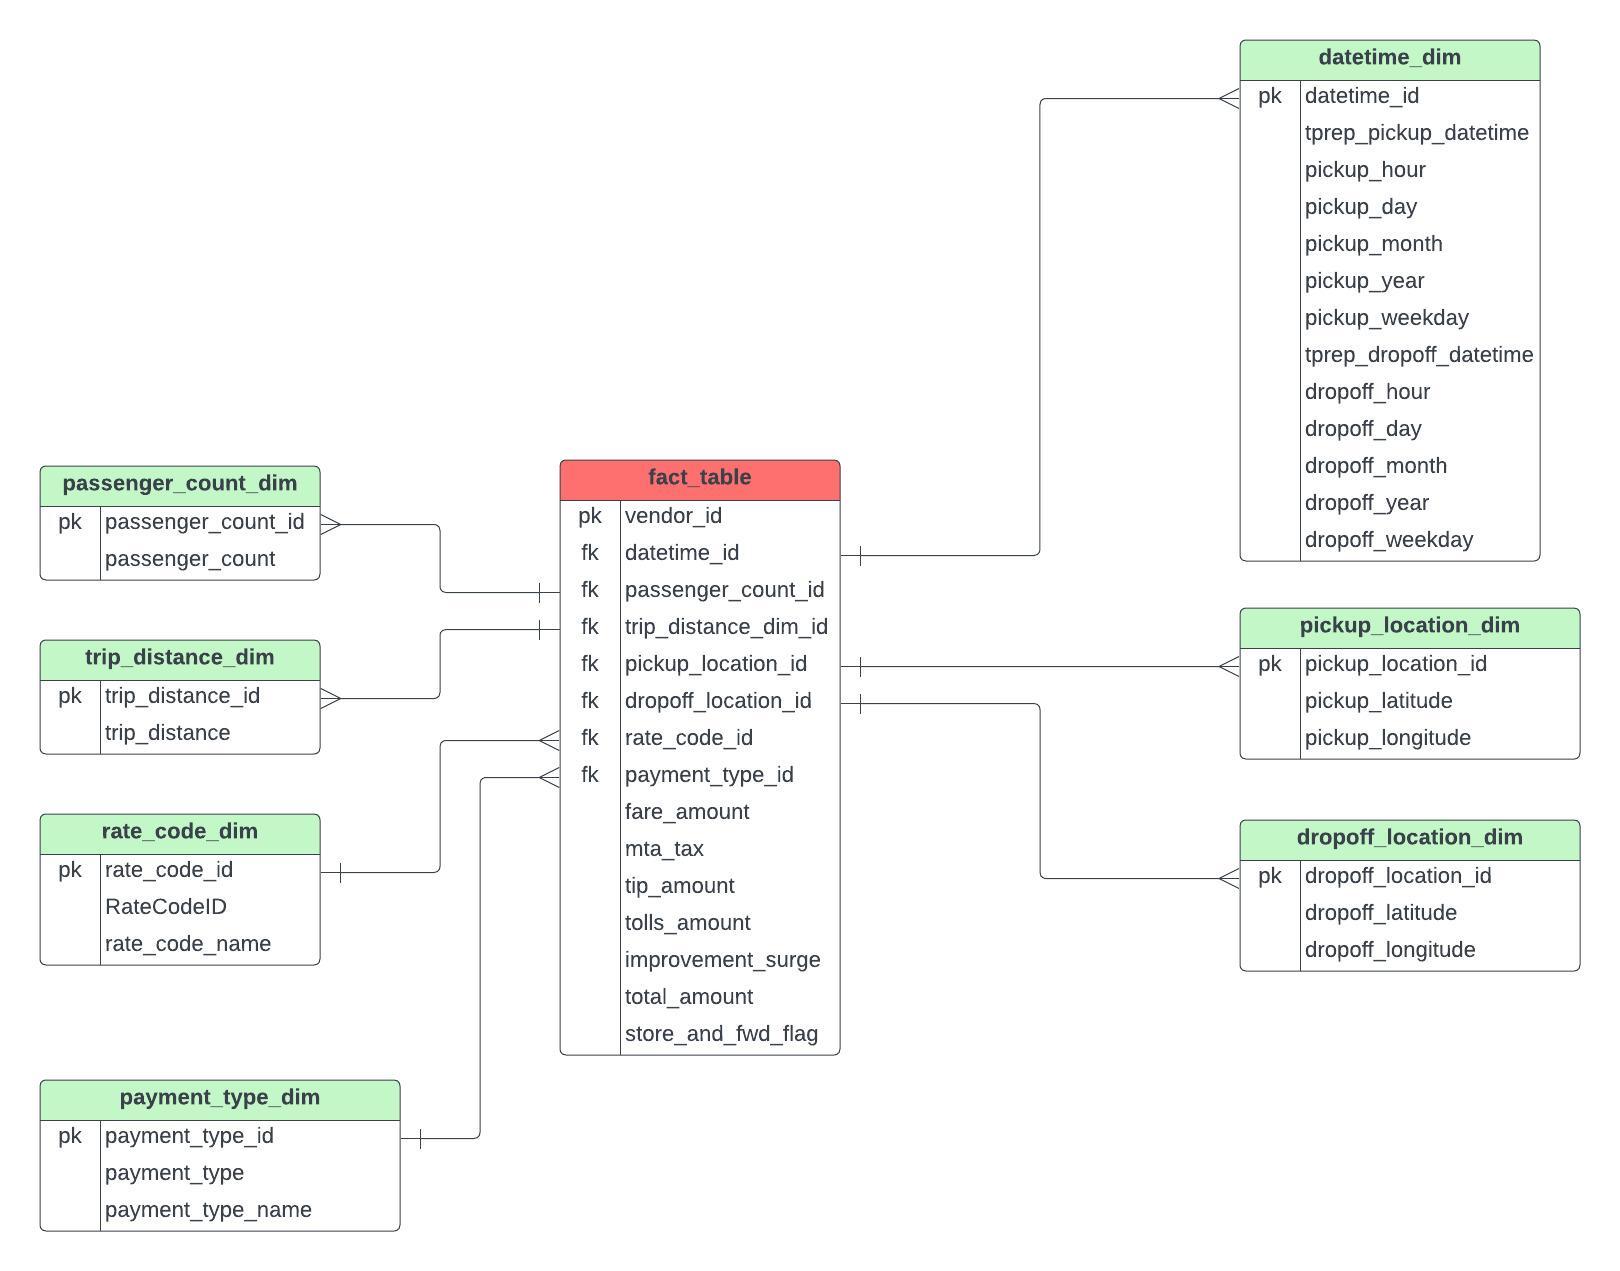 datetime_dim
pk datetime_id
tprep_pickup_datetime
pickup_hour
pickup_day
pickup_month
pickup_year
pickup_weekday
tprep_dropoff_datetime
dropoff_hour
dropoff_day
dropoff_month
dropoff_year
dropoff_weekday
passenger_count_dim
pk passenger_count_id
passenger_count
trip_distance_dim
pk trip_distance_id
trip_distance
rate_code_dim
pk rate_code_id
RateCodeID
rate_code_name
payment_type_dim
pk payment_type_id
payment_type
payment_type_name
fact_table
pk vendor_id
fk datetime_id
fk passenger_count_id
fk trip_distance_dim_id
fk pickup_location_id
fk dropoff_location_id
fk rate_code_id
fk payment_type_id
fare_amount
mta_tax
tip_amount
tolls_amount
improvement_surge
total_amount
store_and_fwd_flag
pickup_location_dim
pk pickup_location_id
pickup_latitude
pickup_longitude
dropoff_location_dim
pk dropoff_location_id
dropoff_latitude
dropoff_longitude